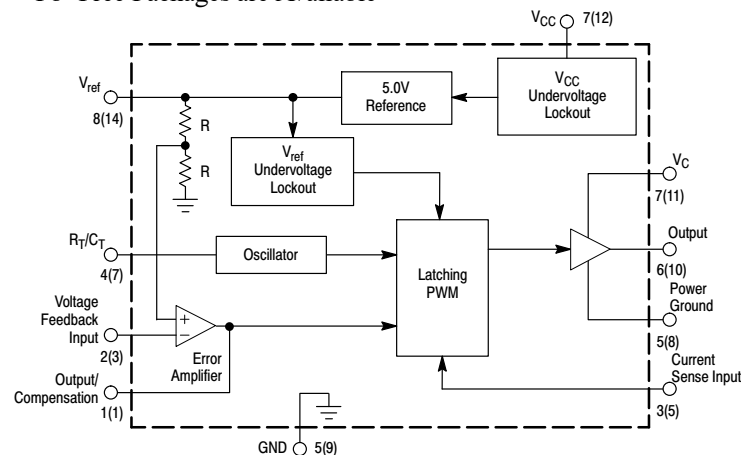 Pb-Free Packages are Available
VCC 7(12)
Vref
8(14)
5.0V
Reference
VCC
Undervoltage
Lockout
R
R
Vref
Undervoltage
Lockout
VC
7(11)
RT/CT
4(7)
Oscillator
Latching
PWM
Output
6(10)
Voltage
Feedback
Input
2(3)
+
−
Error
Amplifier
Power
Ground
5(8)
Output/
Compensation
1(1)
Current
Sense Input
3(5)
GND 5(9)